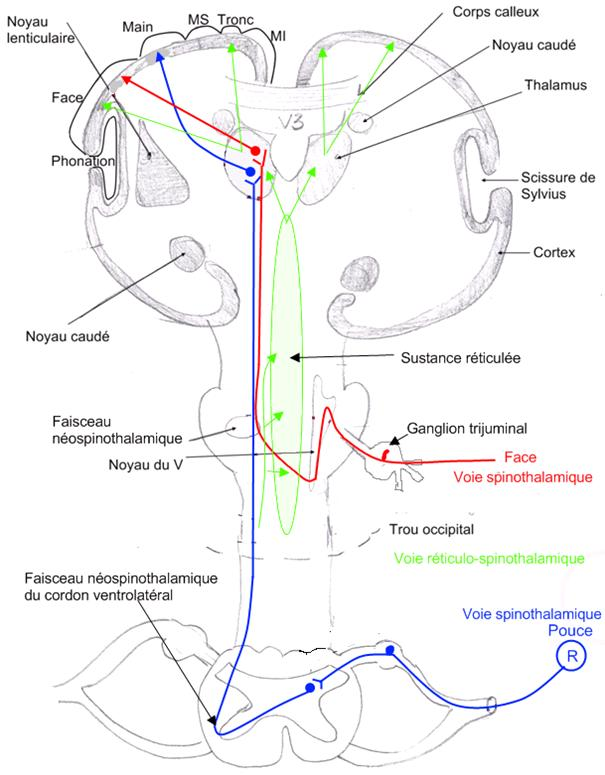 Noyau
lenticulaire
Main
MS
Tronc
MI
Corps calleux
Noyau caudé
Face
V3
Thalamus
Phonation
Scissure de
Sylvius
Cortex
Noyau caudé
Sustance réticulée
Faisceau
néospinothalamique
Ganglion trijuminal
Noyau du V
Face
Voie spinothalamique
Trou occipital
Voie réticulo-spinothalamique
Faisceau néospinothalamique
du cordon ventrolatéral
Voie spinothalamique
Pouce
R